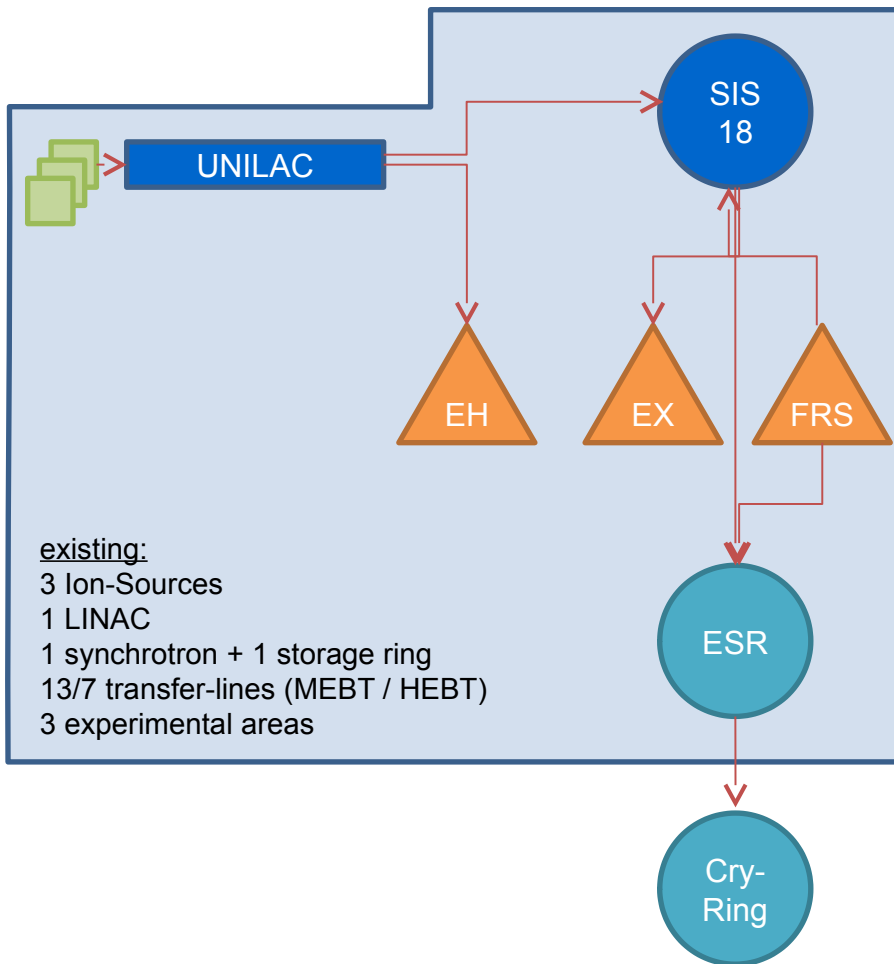 SIS
18
UNILAC
EH
EX
FRS
existing:
3 Ion-Sources
1 LINAC
1 synchrotron + 1 storage ring
13/7 transfer-lines (MEBT / HEBT)
3 experimental areas
ESR
Cry-
Ring